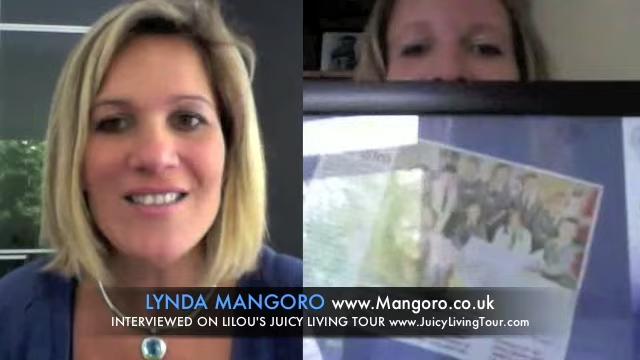 LYNDA MANGORO www.Mangoro.co.uk
INTERVIEWED ON LILOU'S JUICY LIVING TOUR www.JuicyLivingTour.com